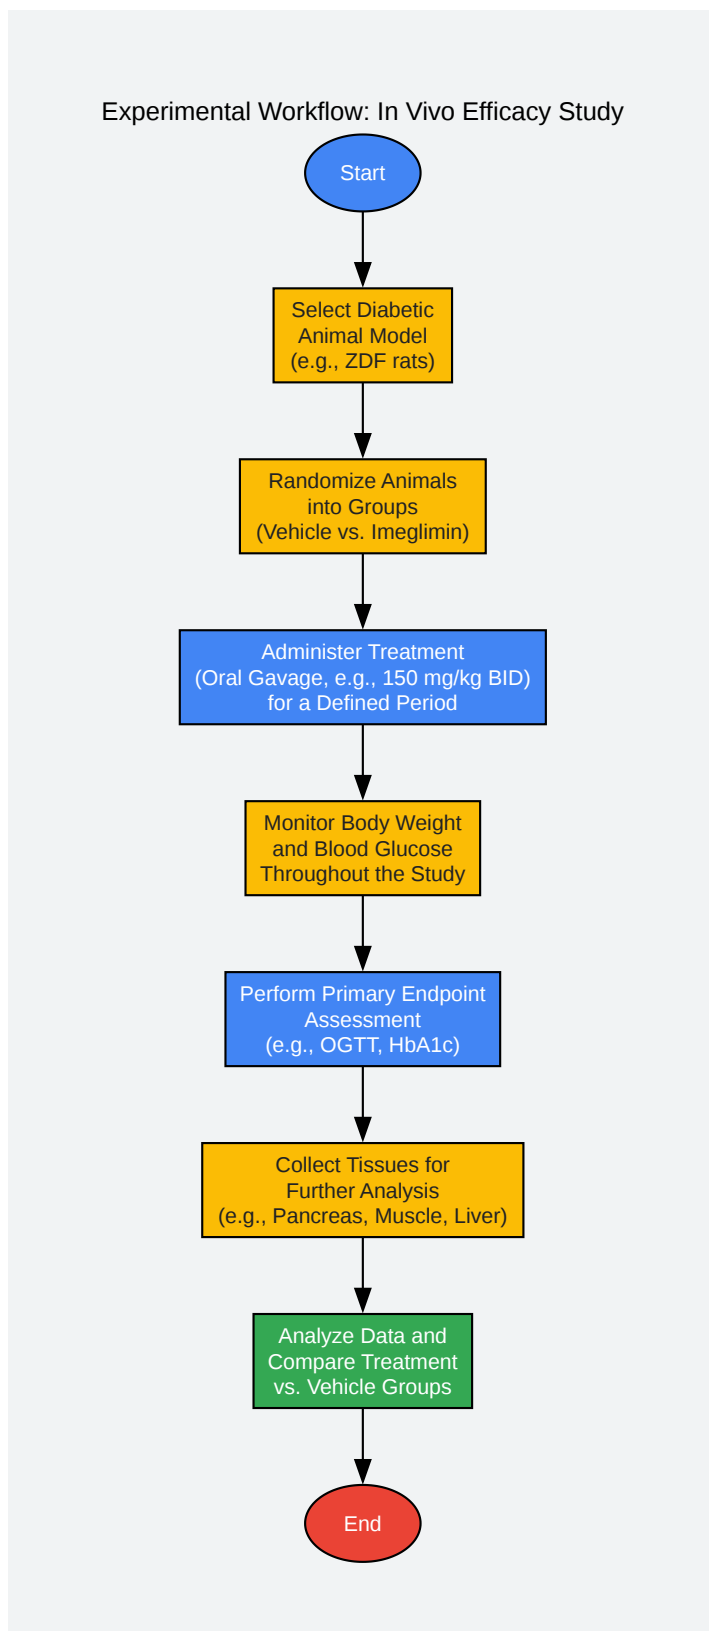 Experimental Workflow: In Vivo Efficacy Study
Start
Select Diabetic
Animal Model
(e.g., ZDF rats)
Randomize Animals
into Groups
(Vehicle vs. Imeglimin)
Administer Treatment
(Oral Gavage, e.g., 150 mg/kg BID)
for a Defined Period
Monitor Body Weight
and Blood Glucose
Throughout the Study
Perform Primary Endpoint
Assessment
(e.g., OGTT, HbA1c)
Collect Tissues for
Further Analysis
(e.g., Pancreas, Muscle, Liver)
Analyze Data and
Compare Treatment
vs. Vehicle Groups
End